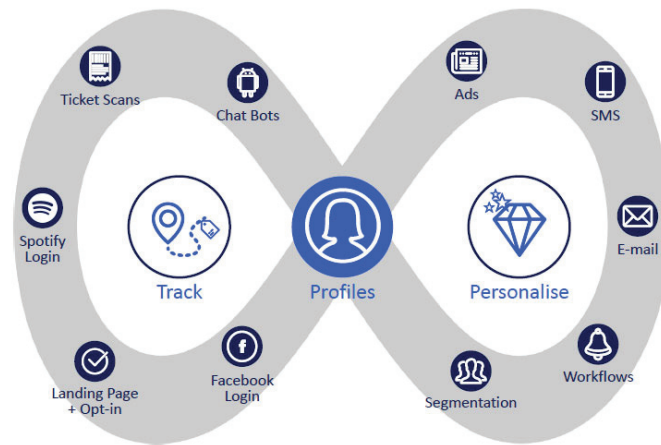 Ticket Scans
Chat Bots
Ads
SMS
Spotify
Login
E-mail
Track
Profiles
Personalise
Landing Page
+ Opt-in
Facebook
Login
Segmentation
Workflows